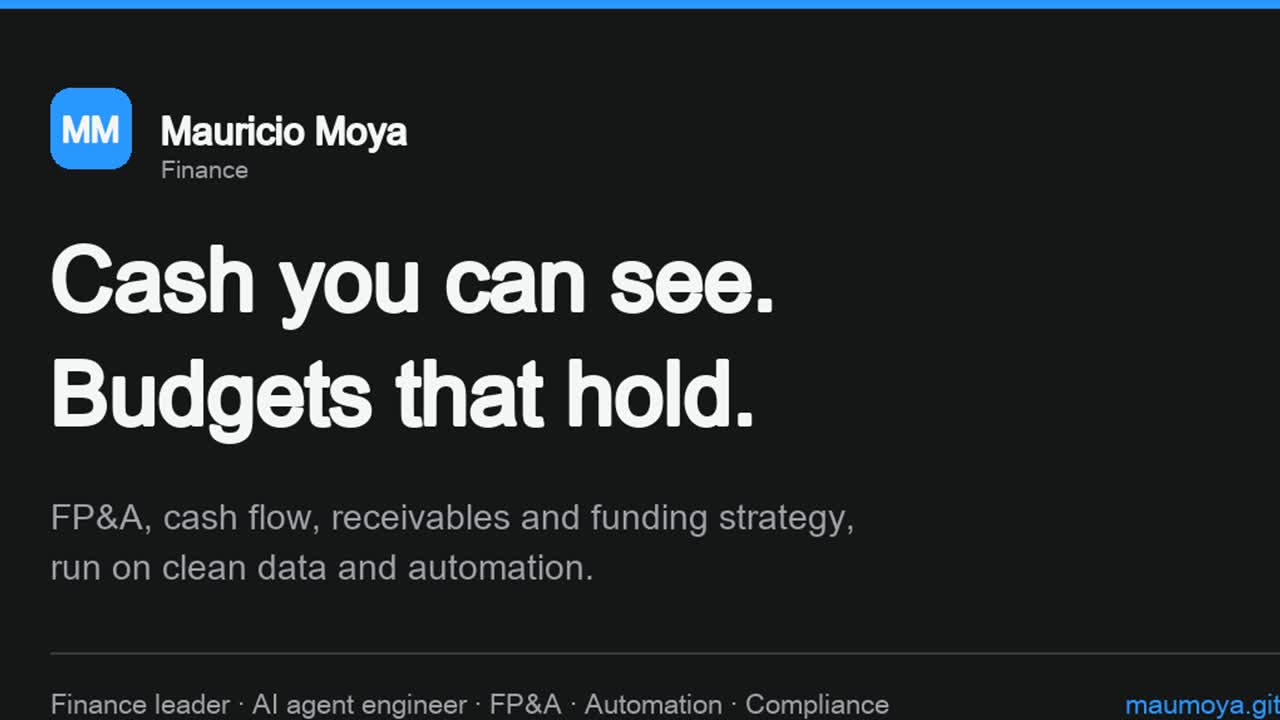 MM
Mauricio Moya
Finance
Cash you can see.
Budgets that hold.
FP&A, cash flow, receivables and funding strategy,
run on clean data and automation.
Finance leader · AI agent engineer · FP&A · Automation · Compliance
maumoya.git